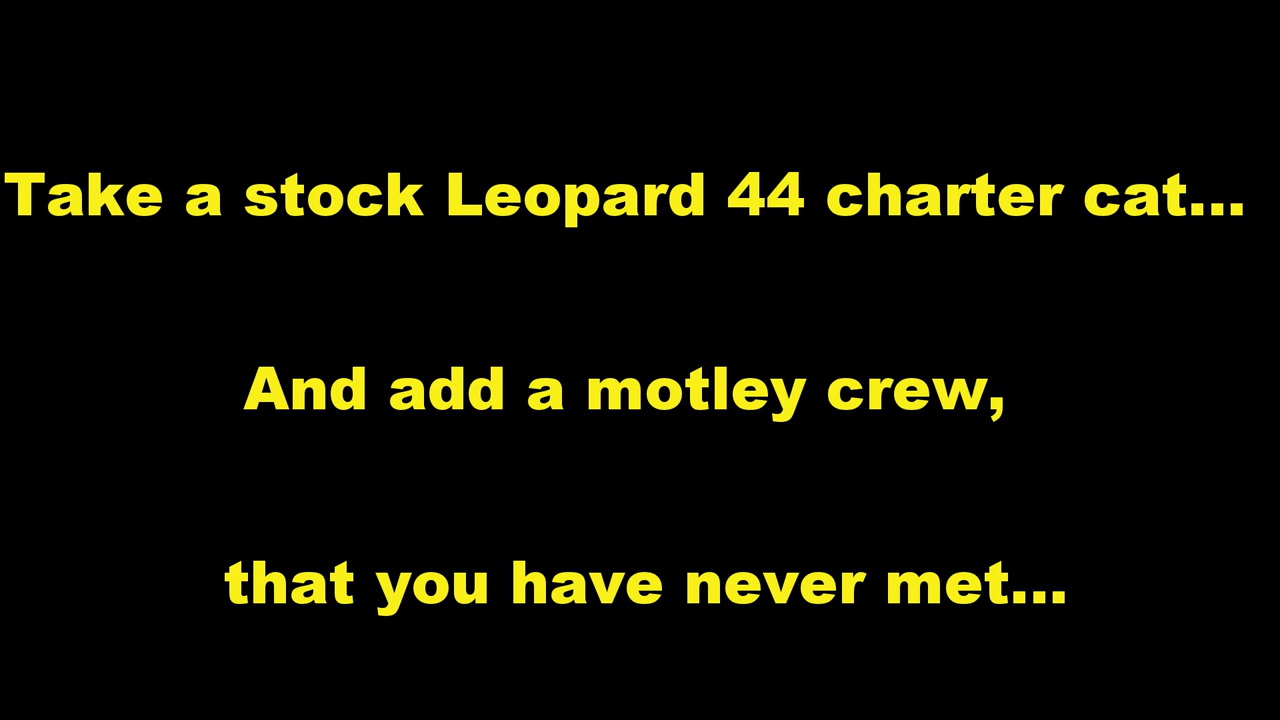 Take a stock Leopard 44 charter cat...
And add a motley crew,
that you have never met...